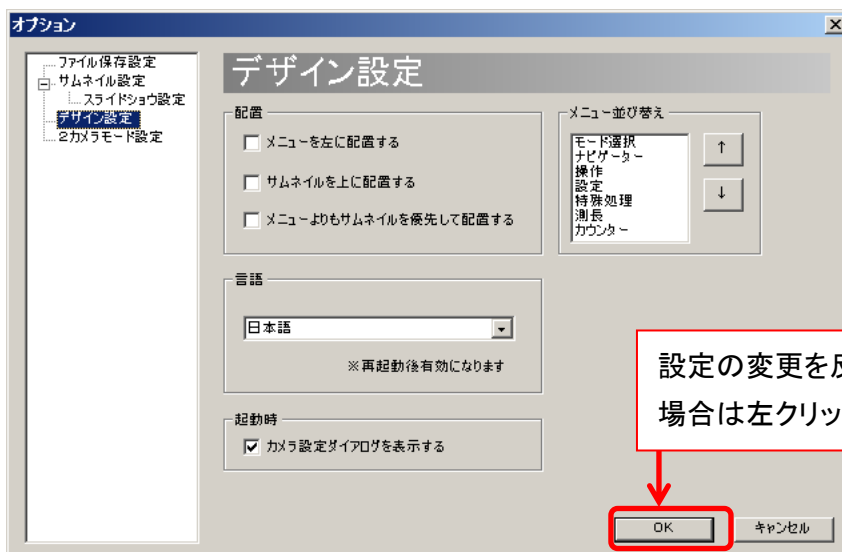 オプション
ファイル保存設定
サムネイル設定
スライドショウ設定
デザイン設定
2カメラモード設定
デザイン設定
配置
メニューを左に配置する
サムネイルを上に配置する
メニューよりもサムネイルを優先して配置する
メニュー並び替え
モード選択
ナビゲーター
操作
設定
特殊処理
測長
カウンター
↑
↓
言語
日本語
※再起動後有効になります
起動時
カメラ設定ダイアログを表示する
設定の変更を
場合は左クリッ
OK
キャンセル